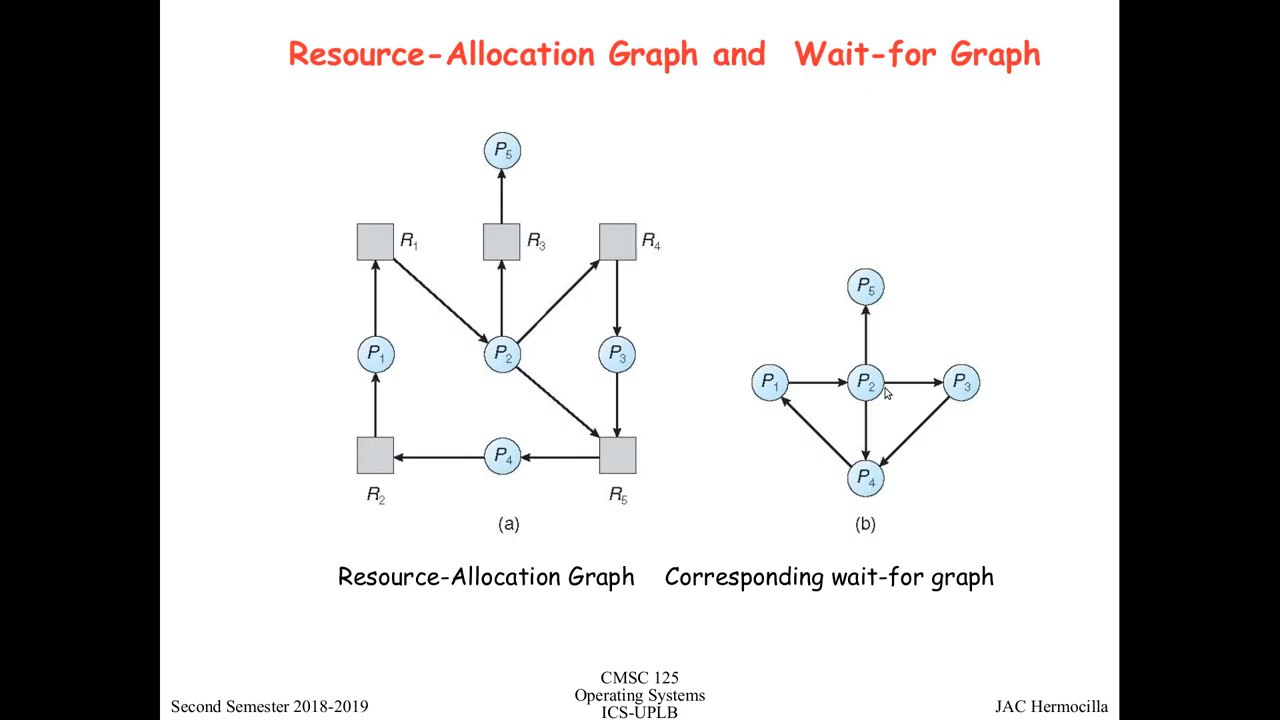 Resource-Allocation Graph and Wait-for Graph
P5
R1
R3
R4
P1
P2
P3
P4
R2
R5
(a)
P5
P1
P2
P3
P4
(b)
Resource-Allocation Graph
Corresponding wait-for graph
Second Semester 2018-2019
CMSC 125
Operating Systems
ICS-UPLB
JAC Hermocilla